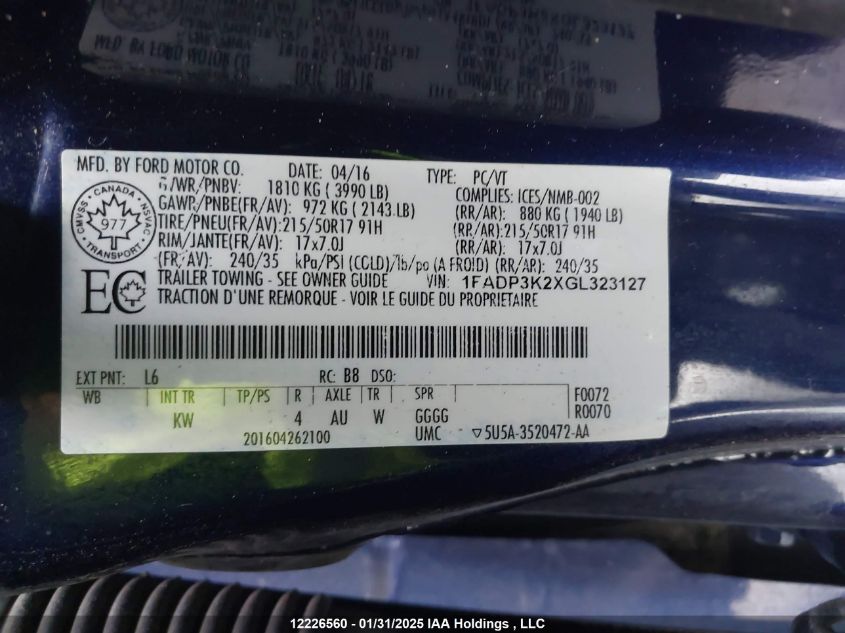 MFD. BY FORD MOTOR CO. DATE: 04/16 TYPE: PC/VT
/WR/PNBV: 1810 KG ( 3990 LB) COMPLIES: ICES/NMB-002
GAWR/PNBE(FR/AV): 972 KG ( 2143.LB) (RR/AR): 880 KG ( 1940 LB)
TIRE/PNEU(FR/AV):215/50R17 91H (RR/AR):215/50R17 91H
RIM/JANTE(FR/AV): 17x7.0J (RR/AR): 17x7.0J
(FR/AV): 240/35 kPa/PSI (COLD)/lb/po (A FROID) (RR/AR): 240/35
TRAILER TOWING - SEE OWNER GUIDE VIN: 1FADP3K2XGL323127
TRACTION D'UNE REMORQUE - VOIR LE GUIDE DU PROPRIETAIRE
CANADA
CMVSS 977 NSVAC
TRANSPORT
EC
EXT PNT: L6 RC: B8 DSO:
WB INT TR TP/PS R AXLE TR SPR F0072
KW 4 AU W GGGG R0070
201604262100 UMC ▽5U5A-3520472-AA
12226560 - 01/31/2025 IAA Holdings , LLC